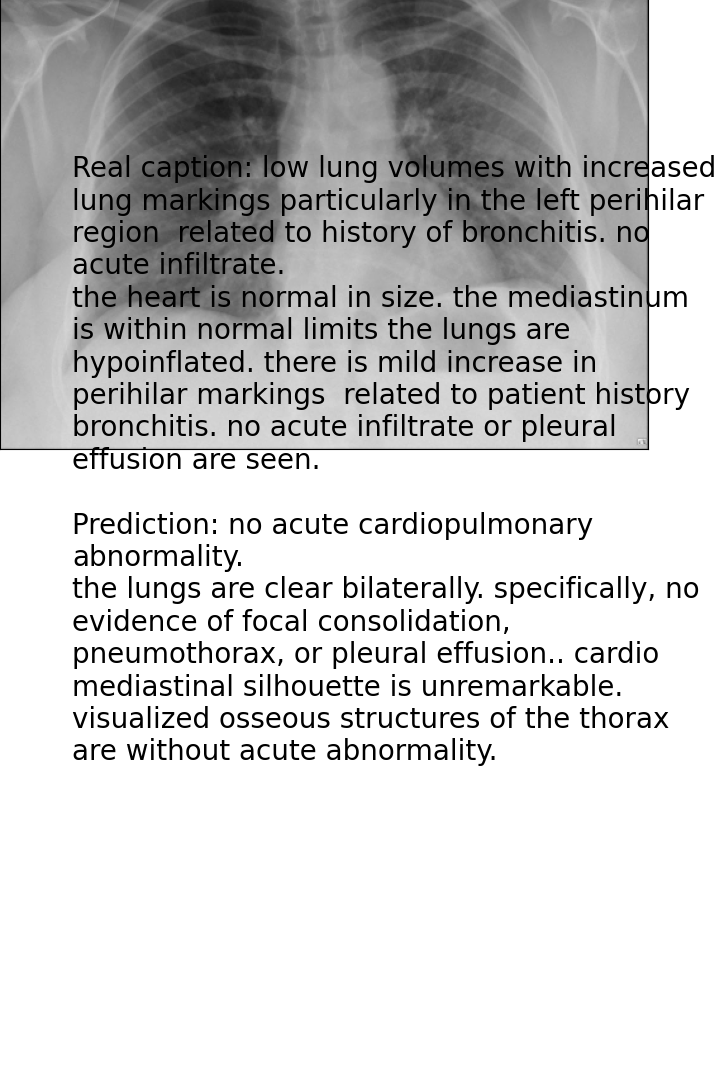 Real caption: low lung volumes with increased
lung markings particularly in the left perihilar
region  related to history of bronchitis. no
acute infiltrate.
the heart is normal in size. the mediastinum
is within normal limits the lungs are
hypoinflated. there is mild increase in
perihilar markings  related to patient history
bronchitis. no acute infiltrate or pleural
effusion are seen.
Prediction: no acute cardiopulmonary
abnormality.
the lungs are clear bilaterally. specifically, no
evidence of focal consolidation,
pneumothorax, or pleural effusion.. cardio
mediastinal silhouette is unremarkable.
visualized osseous structures of the thorax
are without acute abnormality.